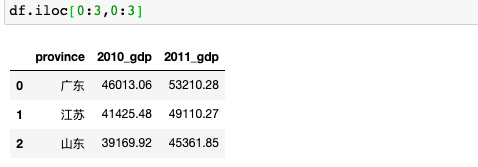 df.iloc[0:3,0:3]
province 2010_gdp 2011_gdp
0 广东 46013.06 53210.28
1 江苏 41425.48 49110.27
2 山东 39169.92 45361.85